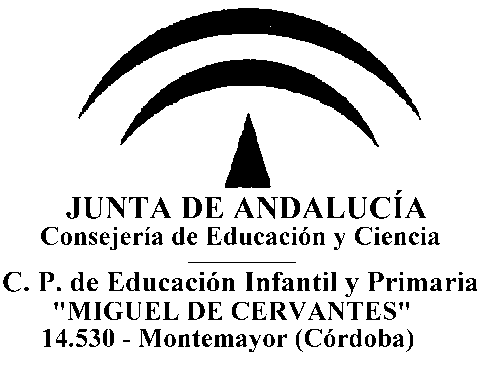 JUNTA DE ANDALUCÍA
Consejería de Educación y Ciencia
C. P. de Educación Infantil y Primaria
"MIGUEL DE CERVANTES"
14.530 - Montemayor (Córdoba)